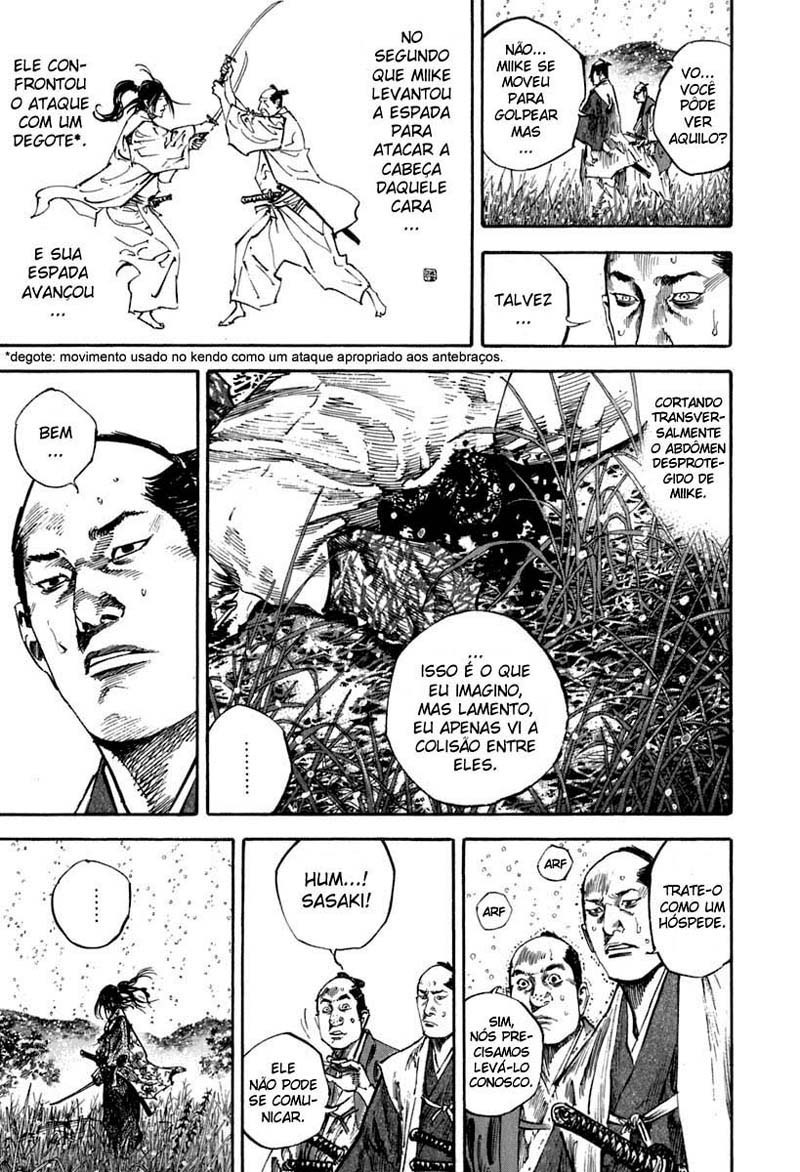 VO...
VOCÊ
PÔDE
VER
AQUILO?
NÃO...
MIIKE SE
MOVEU
PARA
GOLPEAR
MAS
...
TALVEZ
...
NO
SEGUNDO
QUE MIIKE
LEVANTOU
A ESPADA
PARA
ATACAR A
CABEÇA
DAQUELE
CARA
...
ELE CON-
FRONTOU
O ATAQUE
COM UM
DEGOTE*.
E SUA
ESPADA
AVANÇOU
...
*degote: movimento usado no kendo como um ataque apropriado aos antebraços.
CORTANDO
TRANSVER-
SALMENTE
O ABDÔMEN
DESPROTE-
GIDO DE
MIIKE.
...
ISSO É O QUE
EU IMAGINO,
MAS LAMENTO,
EU APENAS VI A
COLISÃO ENTRE
ELES.
......
BEM
...
TRATE-O
COMO UM
HÓSPEDE.
ARF
ARF
SIM,
NÓS PRE-
CISAMOS
LEVÁ-LO
CONOSCO.
HUM...!
SASAKI!
ELE
NÃO PODE
SE COMU-
NICAR.
......